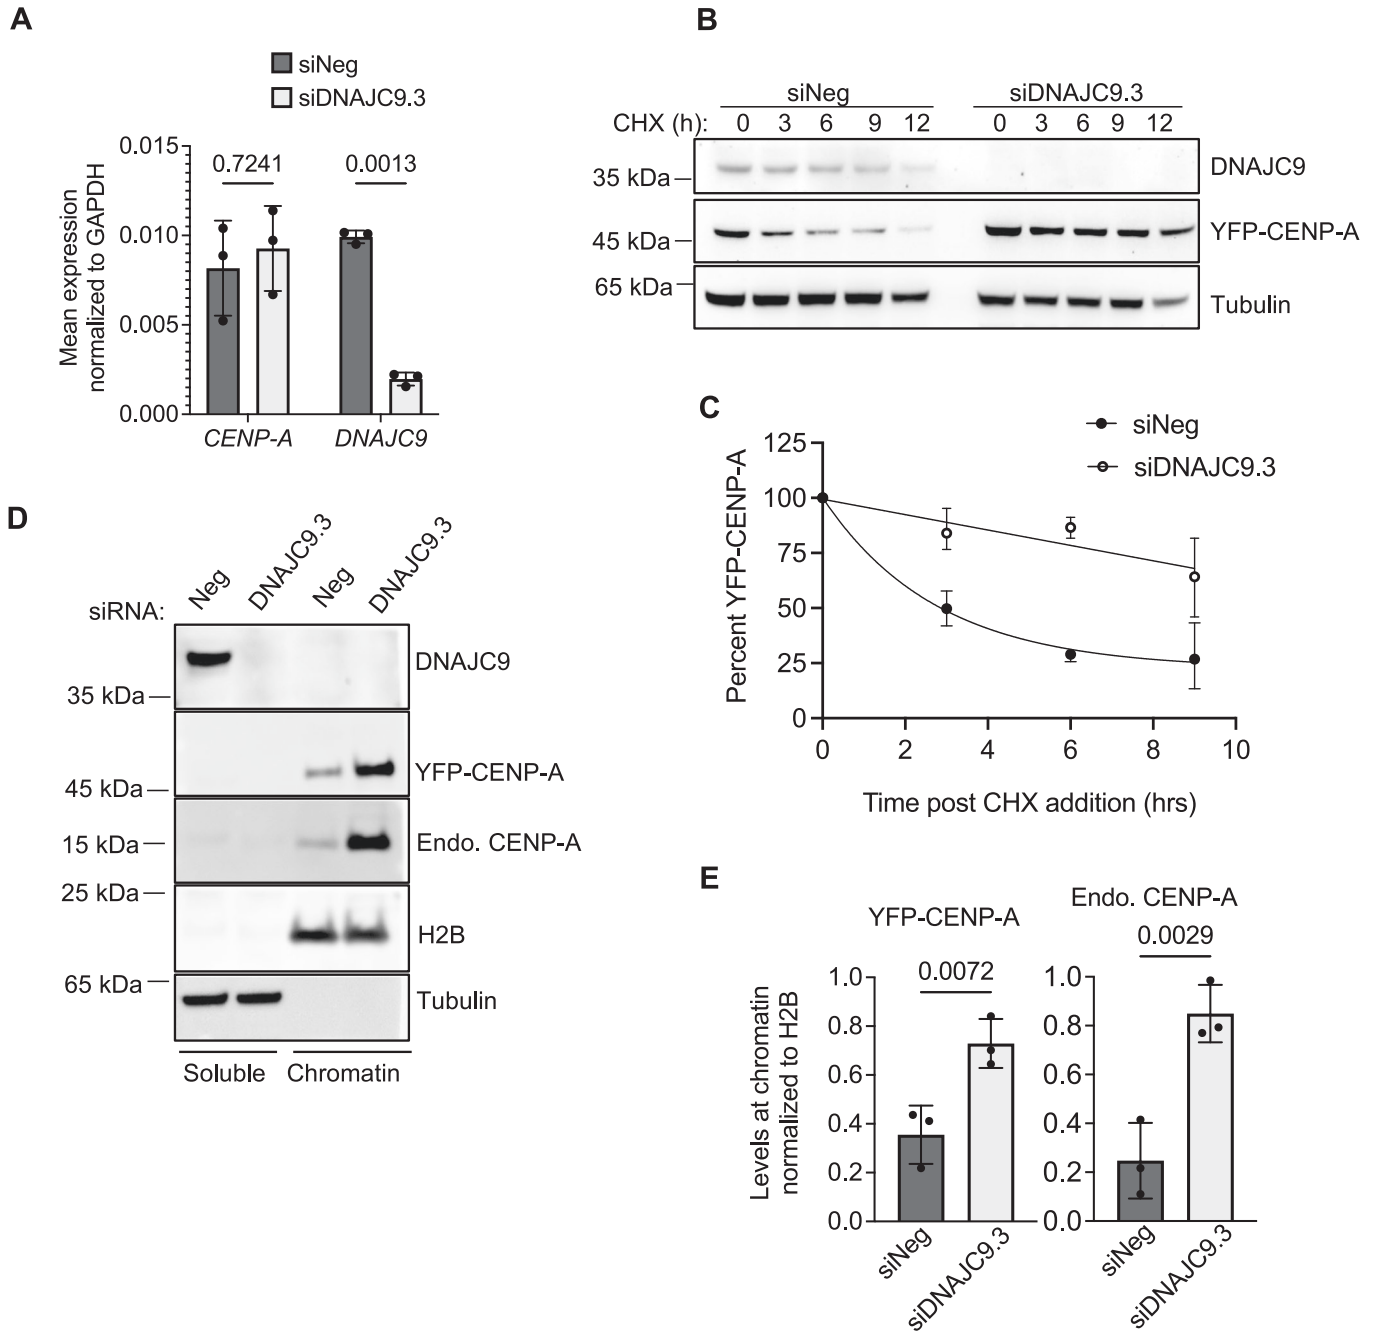 A
siNeg
siDNAJC9.3
Mean expression
normalized to GAPDH
0.015
0.010
0.005
0.000
0.7241
0.0013
CENP-A
DNAJC9
B
siNeg
siDNAJC9.3
CHX (h):
0 3 6 9 12
0 3 6 9 12
35 kDa
DNAJC9
45 kDa
YFP-CENP-A
65 kDa
Tubulin
C
siNeg
siDNAJC9.3
Percent YFP-CENP-A
125
100
75
50
25
0
0 2 4 6 8 10
Time post CHX addition (hrs)
D
siRNA:
Neg
DNAJC9.3
Neg
DNAJC9.3
DNAJC9
35 kDa
YFP-CENP-A
45 kDa
15 kDa
Endo. CENP-A
25 kDa
H2B
65 kDa
Tubulin
Soluble
Chromatin
E
Levels at chromatin
normalized to H2B
YFP-CENP-A
0.0072
1.0
0.8
0.6
0.4
0.2
0.0
siNeg
siDNAJC9.3
Endo. CENP-A
0.0029
1.0
0.8
0.6
0.4
0.2
0.0
siNeg
siDNAJC9.3